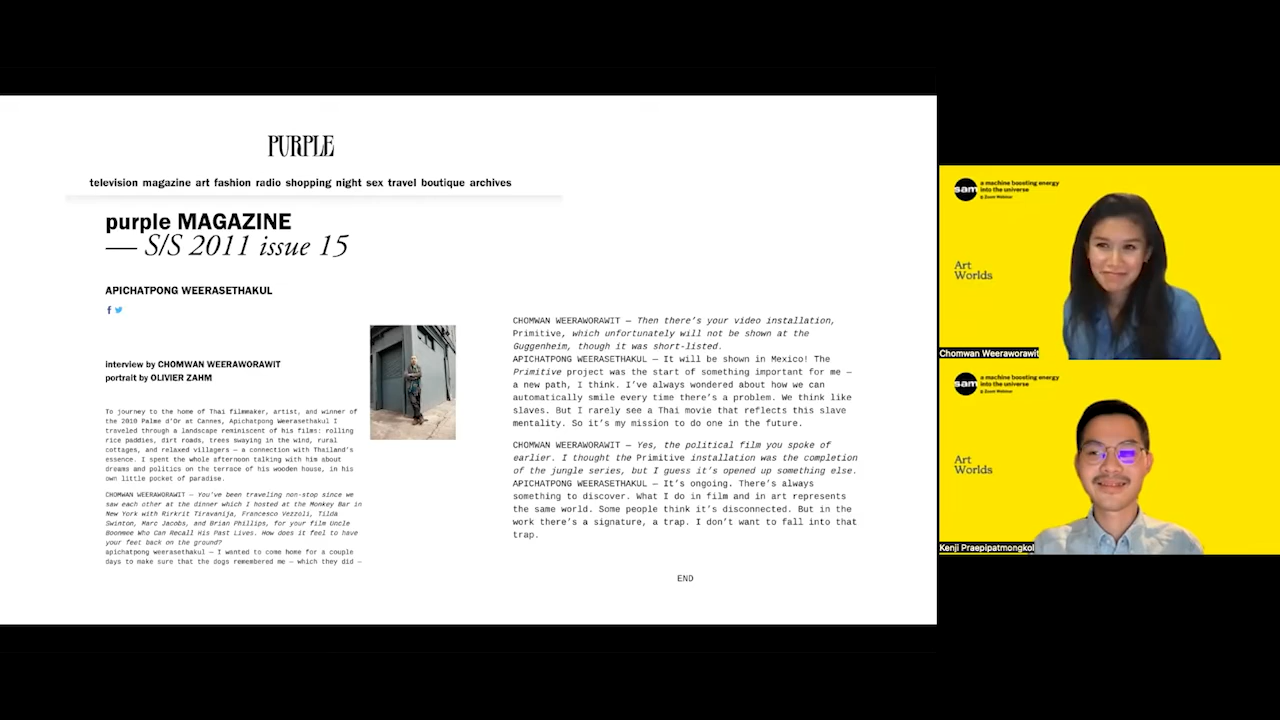 PURPLE
television magazine art fashion radio shopping night sex travel boutique archives
purple MAGAZINE
— S/S 2011 issue 15
APICHATPONG WEERASETHAKUL
interview by CHOMWAN WEERAWORAWIT
portrait by OLIVIER ZAHM
To journey to the home of Thai filmmaker, artist, and winner of
the 2010 Palme d'Or at Cannes, Apichatpong Weerasethakul I
traveled through a landscape reminiscent of his films: rolling
rice paddies, dirt roads, trees swaying in the wind, rural
cottages, and relaxed villagers — a connection with Thailand's
essence. I spent the whole afternoon talking with him about
dreams and politics on the terrace of his wooden house, in his
own little pocket of paradise.
CHOMWAN WEERAWORAWIT — You've been traveling non-stop since we
saw each other at the dinner which I hosted at the Monkey Bar in
New York with Rirkrit Tiravanija, Francesco Vezzoli, Tilda
Swinton, Marc Jacobs, and Brian Phillips, for your film Uncle
Boonmee Who Can Recall His Past Lives. How does it feel to have
your feet back on the ground?
apichatpong weerasethakul — I wanted to come home for a couple
days to make sure that the dogs remembered me — which they did —
CHOMWAN WEERAWORAWIT — Then there's your video installation,
Primitive, which unfortunately will not be shown at the
Guggenheim, though it was short-listed.
APICHATPONG WEERASETHAKUL — It will be shown in Mexico! The
Primitive project was the start of something important for me —
a new path, I think. I've always wondered about how we can
automatically smile every time there's a problem. We think like
slaves. But I rarely see a Thai movie that reflects this slave
mentality. So it's my mission to do one in the future.
CHOMWAN WEERAWORAWIT — Yes, the political film you spoke of
earlier. I thought the Primitive installation was the completion
of the jungle series, but I guess it's opened up something else.
APICHATPONG WEERASETHAKUL — It's ongoing. There's always
something to discover. What I do in film and in art represents
the same world. Some people think it's disconnected. But in the
work there's a signature, a trap. I don't want to fall into that
trap.
END
sam
a machine boosting energy
into the universe
@ Zoom Webinar
Art
Worlds
Chomwan Weeraworawit
sam
a machine boosting energy
into the universe
@ Zoom Webinar
Art
Worlds
Kenji Praepipatmongkol